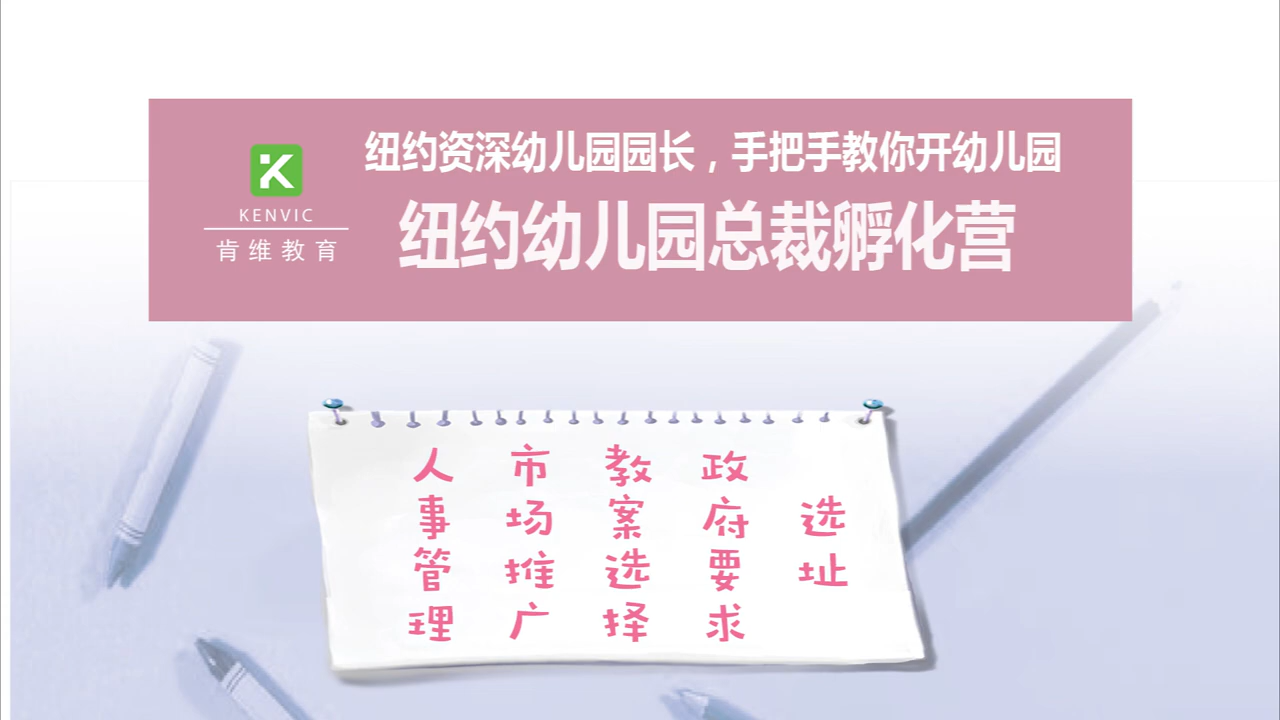 纽约资深幼儿园园长，手把手教你开幼儿园
纽约幼儿园总裁孵化营
KENVIC
肯维教育
人事管理
市场推广
教案选择
政府要求
选址